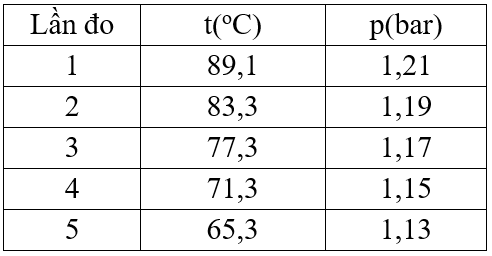 Lần đo t(ºC) p(bar)
1 89,1 1,21
2 83,3 1,19
3 77,3 1,17
4 71,3 1,15
5 65,3 1,13